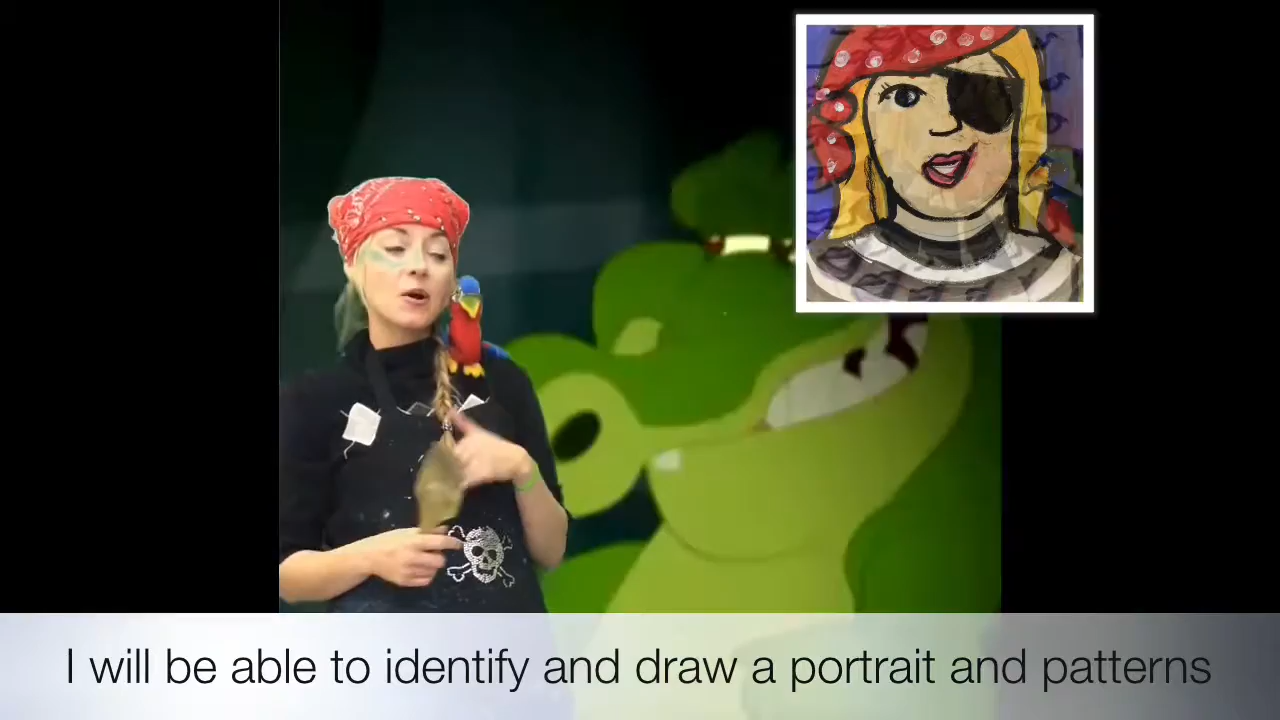 I will be able to identify and draw a portrait and patterns